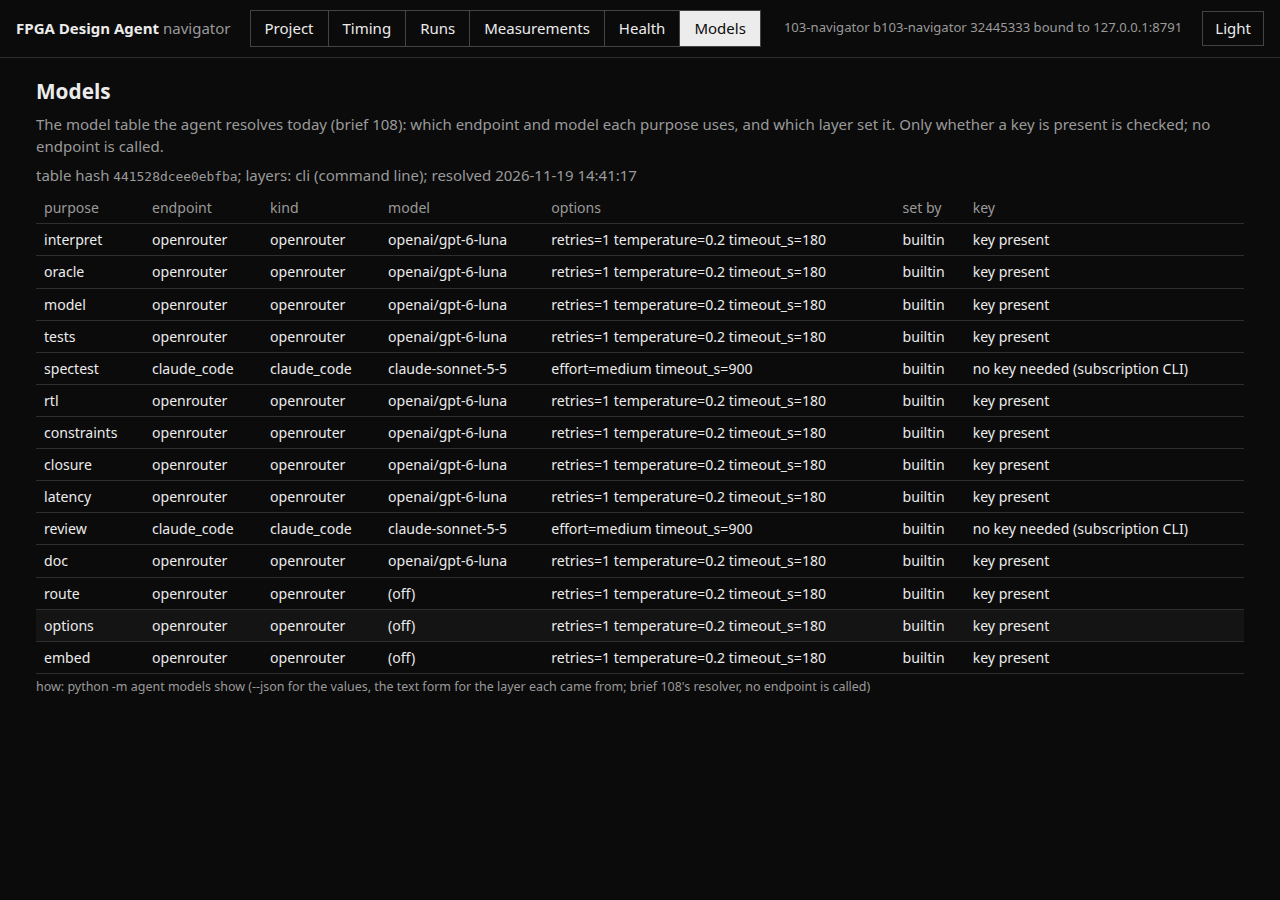 FPGA Design Agent navigator Project Timing Runs Measurements Health Models 103-navigator b103-navigator 32445333 bound to 127.0.0.1:8791 Light
Models
The model table the agent resolves today (brief 108): which endpoint and model each purpose uses, and which layer set it. Only whether a key is present is checked; no
endpoint is called.
table hash 441528dcee0ebfba; layers: cli (command line); resolved 2026-11-19 14:41:17
purpose endpoint kind model options set by key
interpret openrouter openrouter openai/gpt-6-luna retries=1 temperature=0.2 timeout_s=180 builtin key present
oracle openrouter openrouter openai/gpt-6-luna retries=1 temperature=0.2 timeout_s=180 builtin key present
model openrouter openrouter openai/gpt-6-luna retries=1 temperature=0.2 timeout_s=180 builtin key present
tests openrouter openrouter openai/gpt-6-luna retries=1 temperature=0.2 timeout_s=180 builtin key present
spectest claude_code claude_code claude-sonnet-5-5 effort=medium timeout_s=900 builtin no key needed (subscription CLI)
rtl openrouter openrouter openai/gpt-6-luna retries=1 temperature=0.2 timeout_s=180 builtin key present
constraints openrouter openrouter openai/gpt-6-luna retries=1 temperature=0.2 timeout_s=180 builtin key present
closure openrouter openrouter openai/gpt-6-luna retries=1 temperature=0.2 timeout_s=180 builtin key present
latency openrouter openrouter openai/gpt-6-luna retries=1 temperature=0.2 timeout_s=180 builtin key present
review claude_code claude_code claude-sonnet-5-5 effort=medium timeout_s=900 builtin no key needed (subscription CLI)
doc openrouter openrouter openai/gpt-6-luna retries=1 temperature=0.2 timeout_s=180 builtin key present
route openrouter openrouter (off) retries=1 temperature=0.2 timeout_s=180 builtin key present
options openrouter openrouter (off) retries=1 temperature=0.2 timeout_s=180 builtin key present
embed openrouter openrouter (off) retries=1 temperature=0.2 timeout_s=180 builtin key present
how: python -m agent models show (--json for the values, the text form for the layer each came from; brief 108's resolver, no endpoint is called)